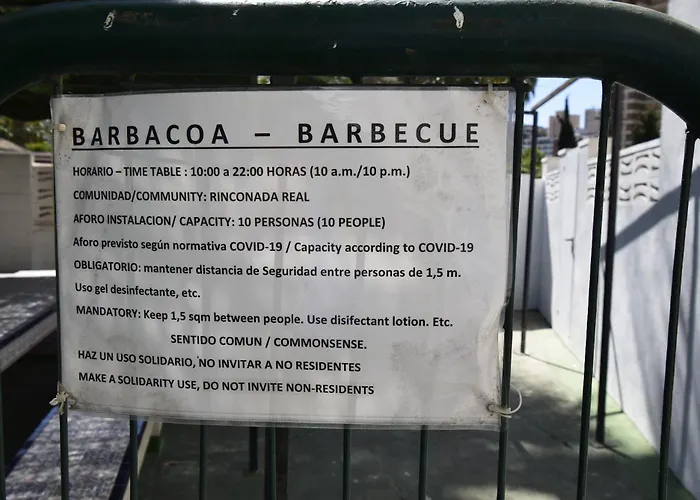 BARBACOA – BARBECUE
HORARIO – TIME TABLE : 10:00 a 22:00 HORAS (10 a.m./10 p.m.)
COMUNIDAD/COMMUNITY: RINCONADA REAL
AFORO INSTALACION/ CAPACITY: 10 PERSONAS (10 PEOPLE)
Aforo previsto según normativa COVID-19 / Capacity according to COVID-19
OBLIGATORIO: mantener distancia de Seguridad entre personas de 1,5 m.
Uso gel desinfectante, etc.
MANDATORY: Keep 1,5 sqm between people. Use disifectant lotion. Etc.
SENTIDO COMUN / COMMONSENSE.
HAZ UN USO SOLIDARIO, NO INVITAR A NO RESIDENTES
MAKE A SOLIDARITY USE, DO NOT INVITE NON-RESIDENTS